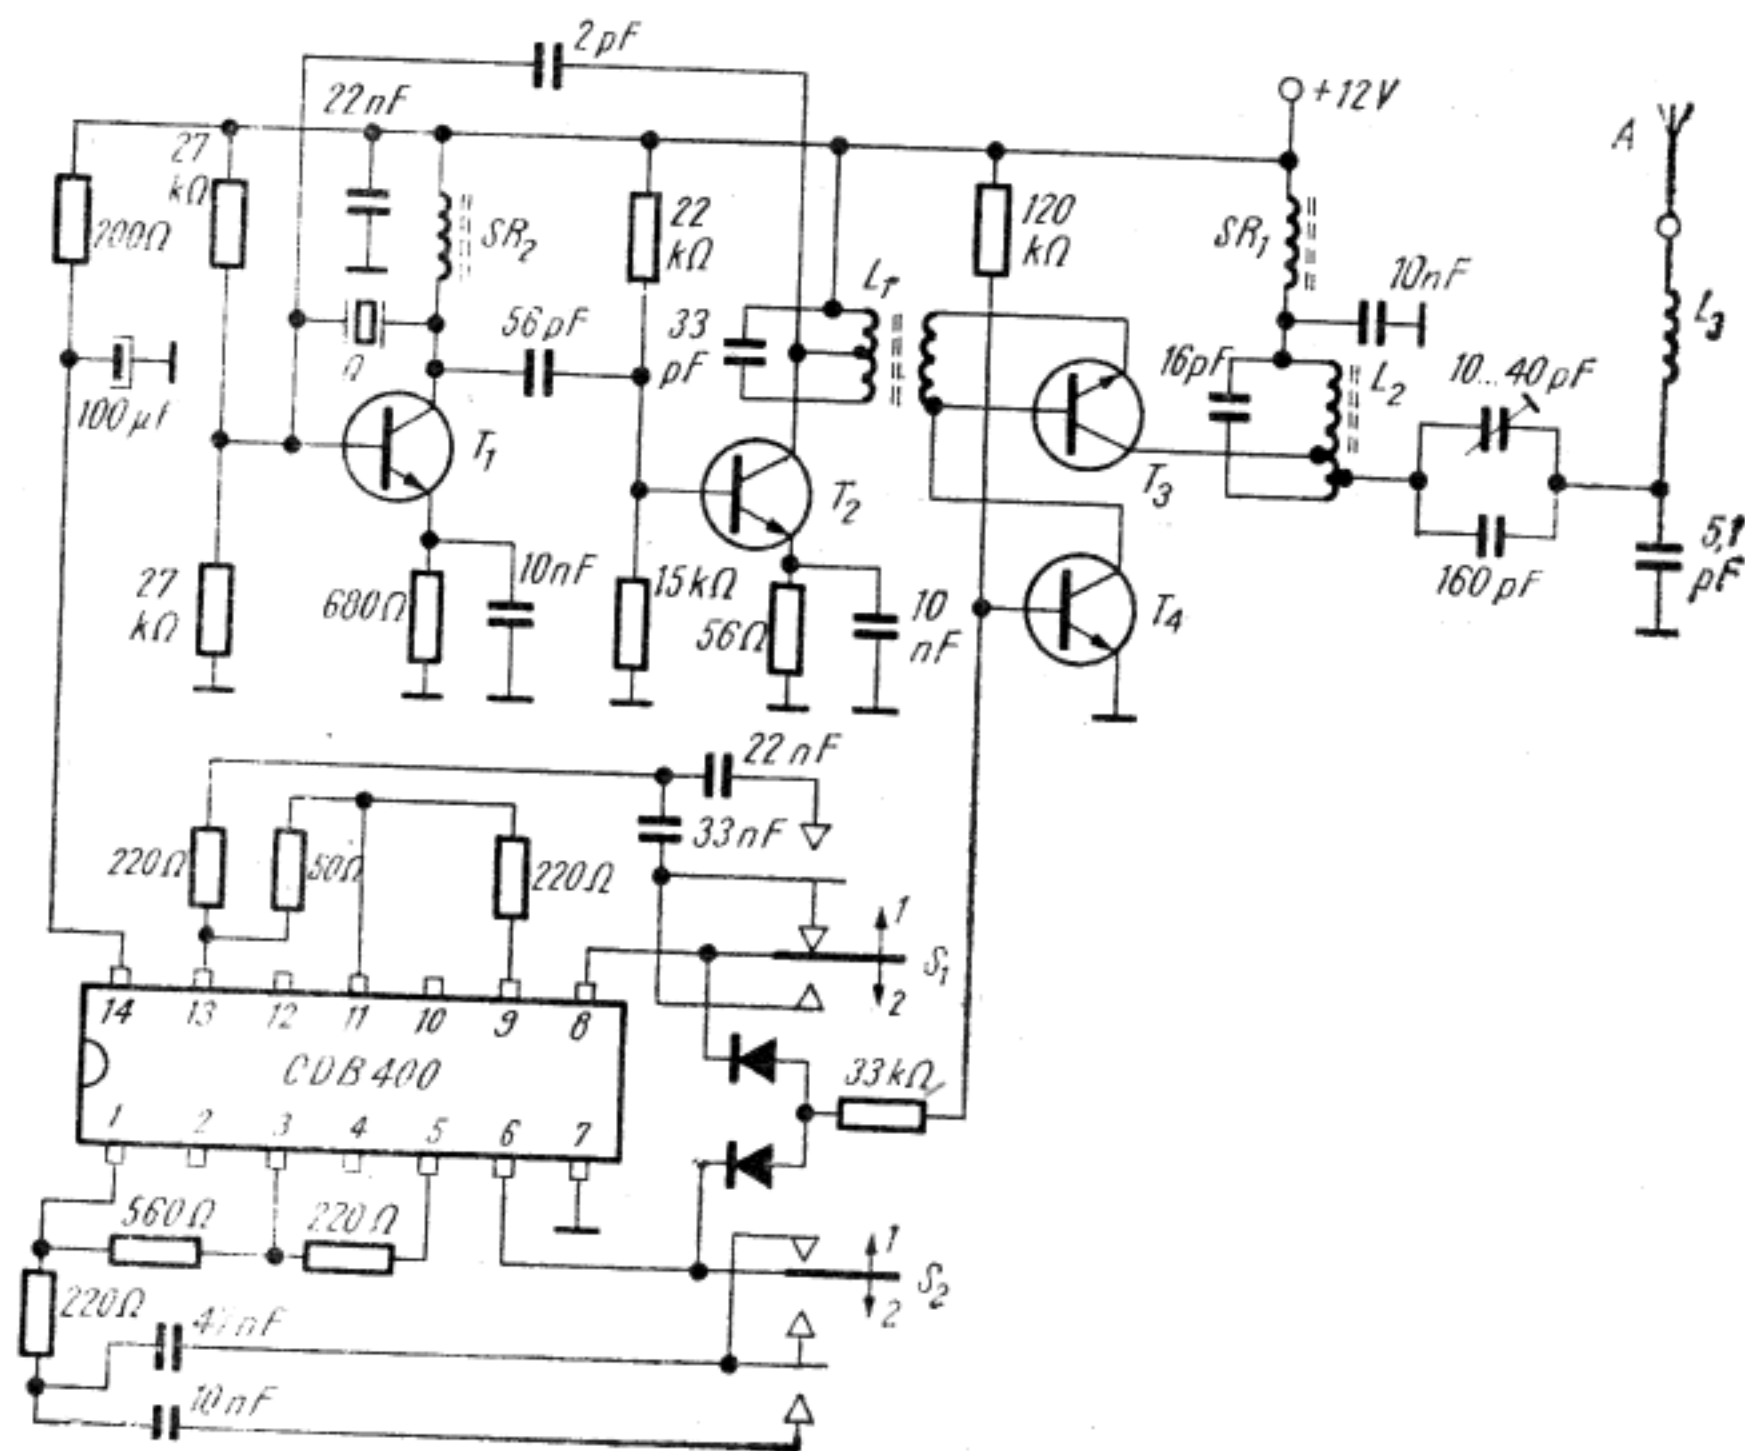 2pF
22nF
+12V
A
27
kΩ
200Ω
SR₂
22
kΩ
120
kΩ
SR₁
10nF
L₁
L₃
56pF
33
pF
16pF
L₂
10...40pF
100μf
T₁
T₂
T₃
27
kΩ
680Ω
10nF
15kΩ
56Ω
10
nF
T₄
160pF
5,1
pF
22nF
33nF
220Ω
50Ω
220Ω
1
S₁
2
14 13 12 11 10 9 8
CDB400
33kΩ
1 2 3 4 5 6 7
560Ω
220Ω
1
S₂
2
220Ω
47nF
10nF